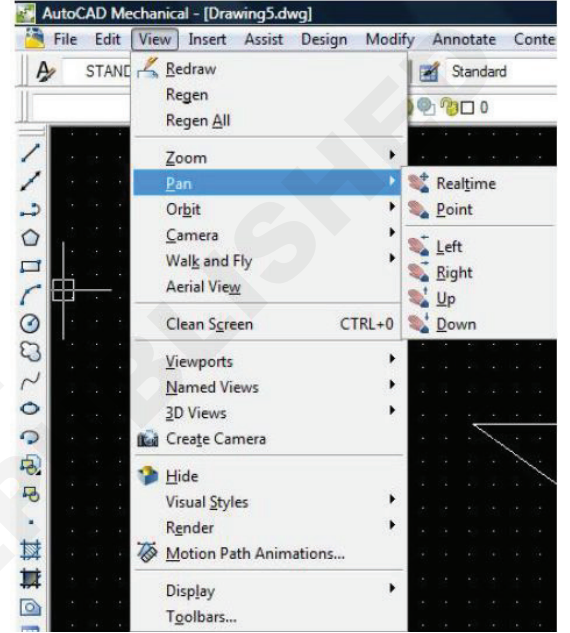 AutoCAD Mechanical - [Drawing5.dwg]
File Edit View Insert Assist Design Modify Annotate Conte
STAND
Standard
0
Redraw
Regen
Regen All
Zoom
Pan
Orbit
Camera
Walk and Fly
Aerial View
Clean Screen CTRL+0
Viewports
Named Views
3D Views
Create Camera
Hide
Visual Styles
Render
Motion Path Animations...
Display
Toolbars...
Realtime
Point
Left
Right
Up
Down